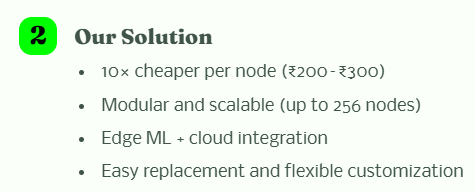 2 Our Solution
• 10× cheaper per node (₹200-₹300)
• Modular and scalable (up to 256 nodes)
• Edge ML + cloud integration
• Easy replacement and flexible customization